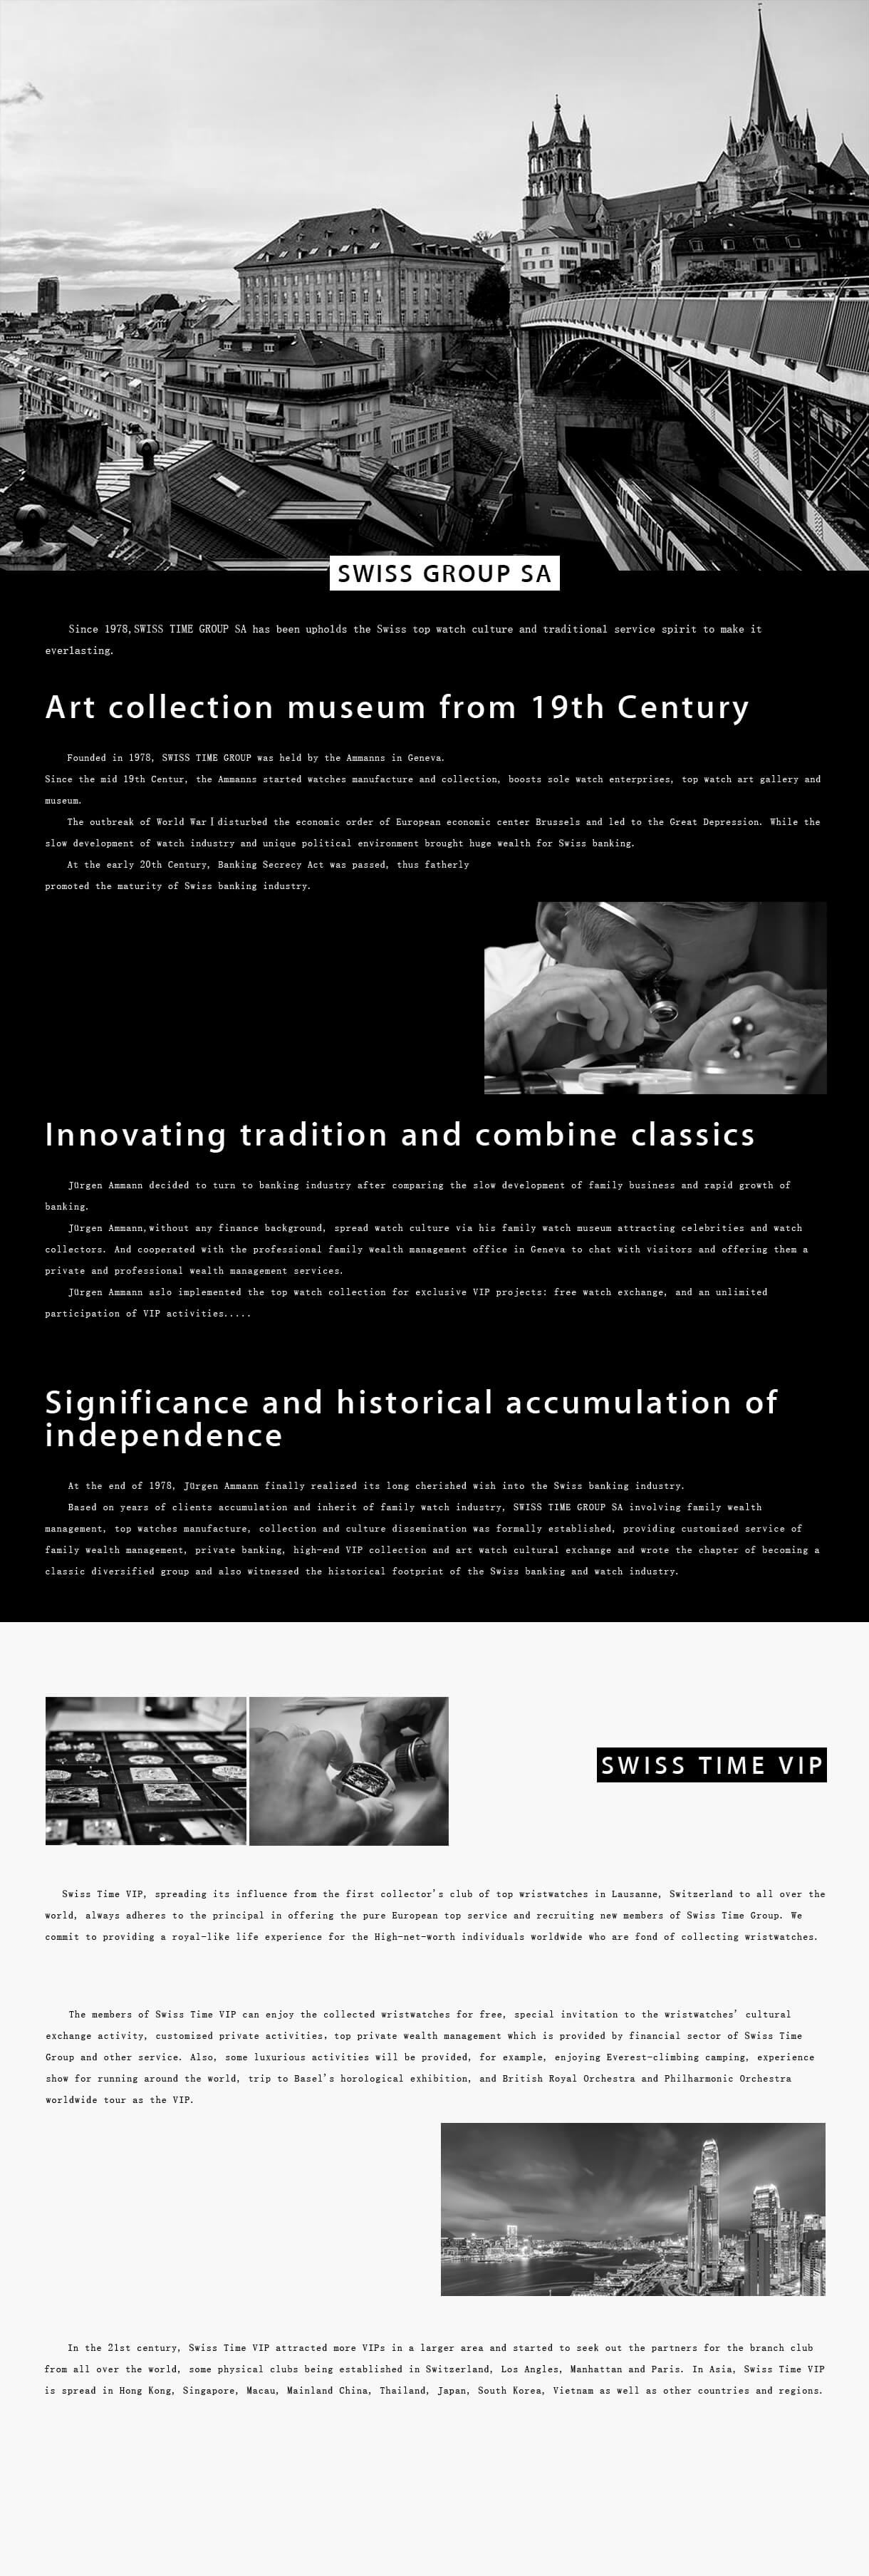 SWISS GROUP SA
Since 1978,SWISS TIME GROUP SA has been upholds the Swiss top watch culture and traditional service spirit to make it
everlasting.
Art collection museum from 19th Century
Founded in 1978, SWISS TIME GROUP was held by the Ammanns in Geneva.
Since the mid 19th Centur, the Ammanns started watches manufacture and collection, boosts sole watch enterprises, top watch art gallery and
museum.
The outbreak of World War I disturbed the economic order of European economic center Brussels and led to the Great Depression. While the
slow development of watch industry and unique political environment brought huge wealth for Swiss banking.
At the early 20th Century, Banking Secrecy Act was passed, thus fatherly
promoted the maturity of Swiss banking industry.
Innovating tradition and combine classics
Jürgen Ammann decided to turn to banking industry after comparing the slow development of family business and rapid growth of
banking.
Jürgen Ammann,without any finance background, spread watch culture via his family watch museum attracting celebrities and watch
collectors. And cooperated with the professional family wealth management office in Geneva to chat with visitors and offering them a
private and professional wealth management services.
Jürgen Ammann aslo implemented the top watch collection for exclusive VIP projects: free watch exchange, and an unlimited
participation of VIP activities.....
Significance and historical accumulation of
independence
At the end of 1978, Jürgen Ammann finally realized its long cherished wish into the Swiss banking industry.
Based on years of clients accumulation and inherit of family watch industry, SWISS TIME GROUP SA involving family wealth
management, top watches manufacture, collection and culture dissemination was formally established, providing customized service of
family wealth management, private banking, high-end VIP collection and art watch cultural exchange and wrote the chapter of becoming a
classic diversified group and also witnessed the historical footprint of the Swiss banking and watch industry.
SWISS TIME VIP
Swiss Time VIP, spreading its influence from the first collector's club of top wristwatches in Lausanne, Switzerland to all over the
world, always adheres to the principal in offering the pure European top service and recruiting new members of Swiss Time Group. We
commit to providing a royal-like life experience for the High-net-worth individuals worldwide who are fond of collecting wristwatches.
The members of Swiss Time VIP can enjoy the collected wristwatches for free, special invitation to the wristwatches' cultural
exchange activity, customized private activities, top private wealth management which is provided by financial sector of Swiss Time
Group and other service. Also, some luxurious activities will be provided, for example, enjoying Everest-climbing camping, experience
show for running around the world, trip to Basel's horological exhibition, and British Royal Orchestra and Philharmonic Orchestra
worldwide tour as the VIP.
In the 21st century, Swiss Time VIP attracted more VIPs in a larger area and started to seek out the partners for the branch club
from all over the world, some physical clubs being established in Switzerland, Los Angles, Manhattan and Paris. In Asia, Swiss Time VIP
is spread in Hong Kong, Singapore, Macau, Mainland China, Thailand, Japan, South Korea, Vietnam as well as other countries and regions.